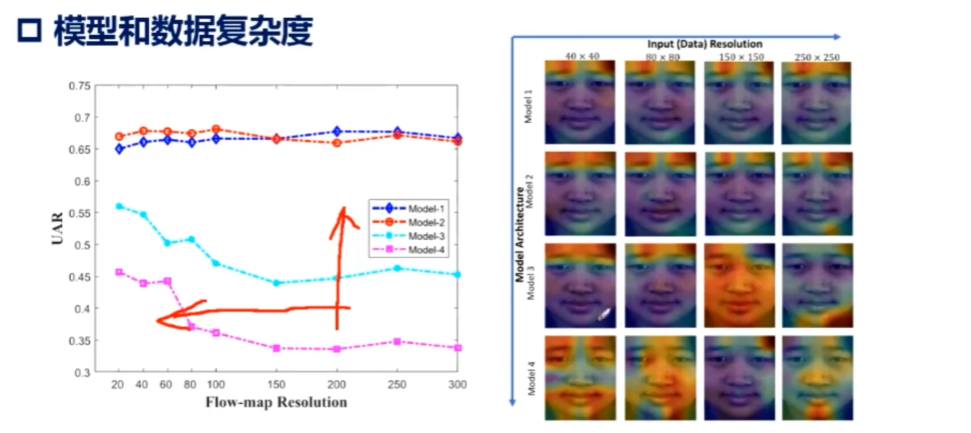 模型和数据复杂度
0.75
0.7
0.65
0.6
0.55
0.5
0.45
0.4
0.35
0.3
UAR
20 40 60 80 100 150 200 250 300
Flow-map Resolution
Model-1
Model-2
Model-3
Model-4
Input (Data) Resolution
40 × 40 80 × 80 150 × 150 250 × 250
Model Architecture
Model 1
Model 2
Model 3
Model 4